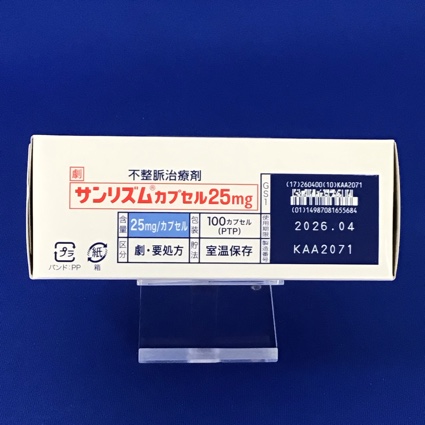 劇
不整脈治療剤
サンリズム®カプセル25mg
含量
25mg/カプセル
包装
100カプセル
(PTP)
区分
劇・要処方
貯法
室温保存
プラ
バンド:PP
紙
箱
GS1
使用期限
製造番号
(17)260400(10)KAA2071
(01)14987081655684
2026.04
KAA2071